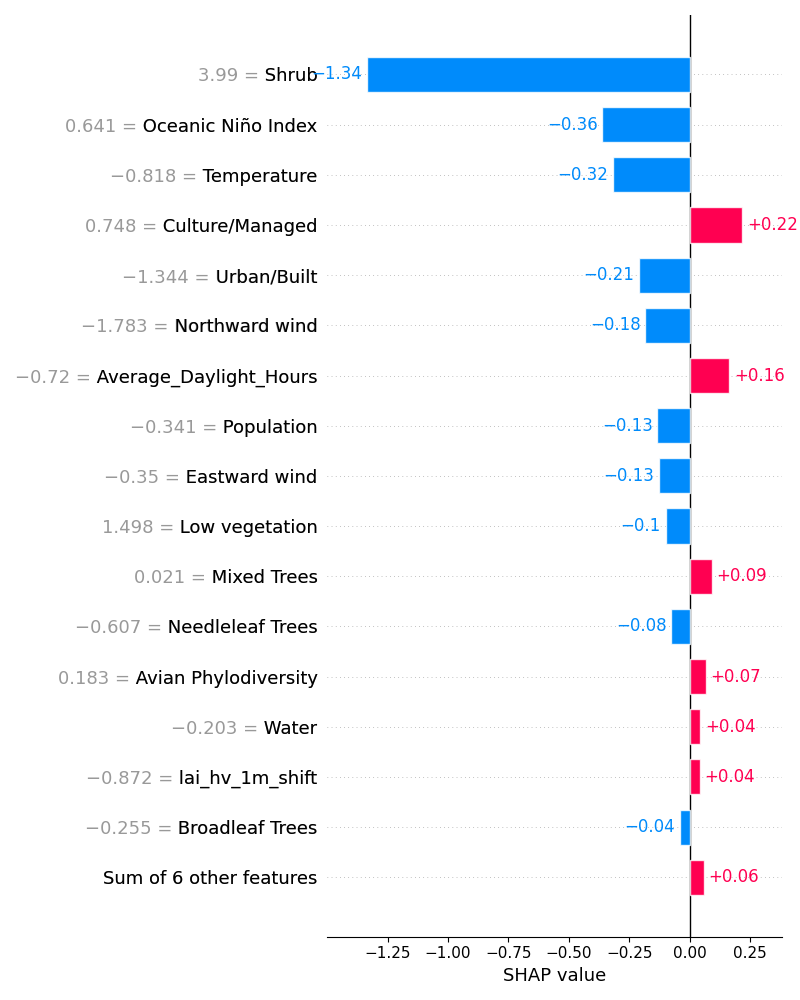 3.99 = Shrub −1.34
0.641 = Oceanic Niño Index −0.36
−0.818 = Temperature −0.32
0.748 = Culture/Managed +0.22
−1.344 = Urban/Built −0.21
−1.783 = Northward wind −0.18
−0.72 = Average_Daylight_Hours +0.16
−0.341 = Population −0.13
−0.35 = Eastward wind −0.13
1.498 = Low vegetation −0.1
0.021 = Mixed Trees +0.09
−0.607 = Needleleaf Trees −0.08
0.183 = Avian Phylodiversity +0.07
−0.203 = Water +0.04
−0.872 = lai_hv_1m_shift +0.04
−0.255 = Broadleaf Trees −0.04
Sum of 6 other features +0.06
−1.25 −1.00 −0.75 −0.50 −0.25 0.00 0.25
SHAP value